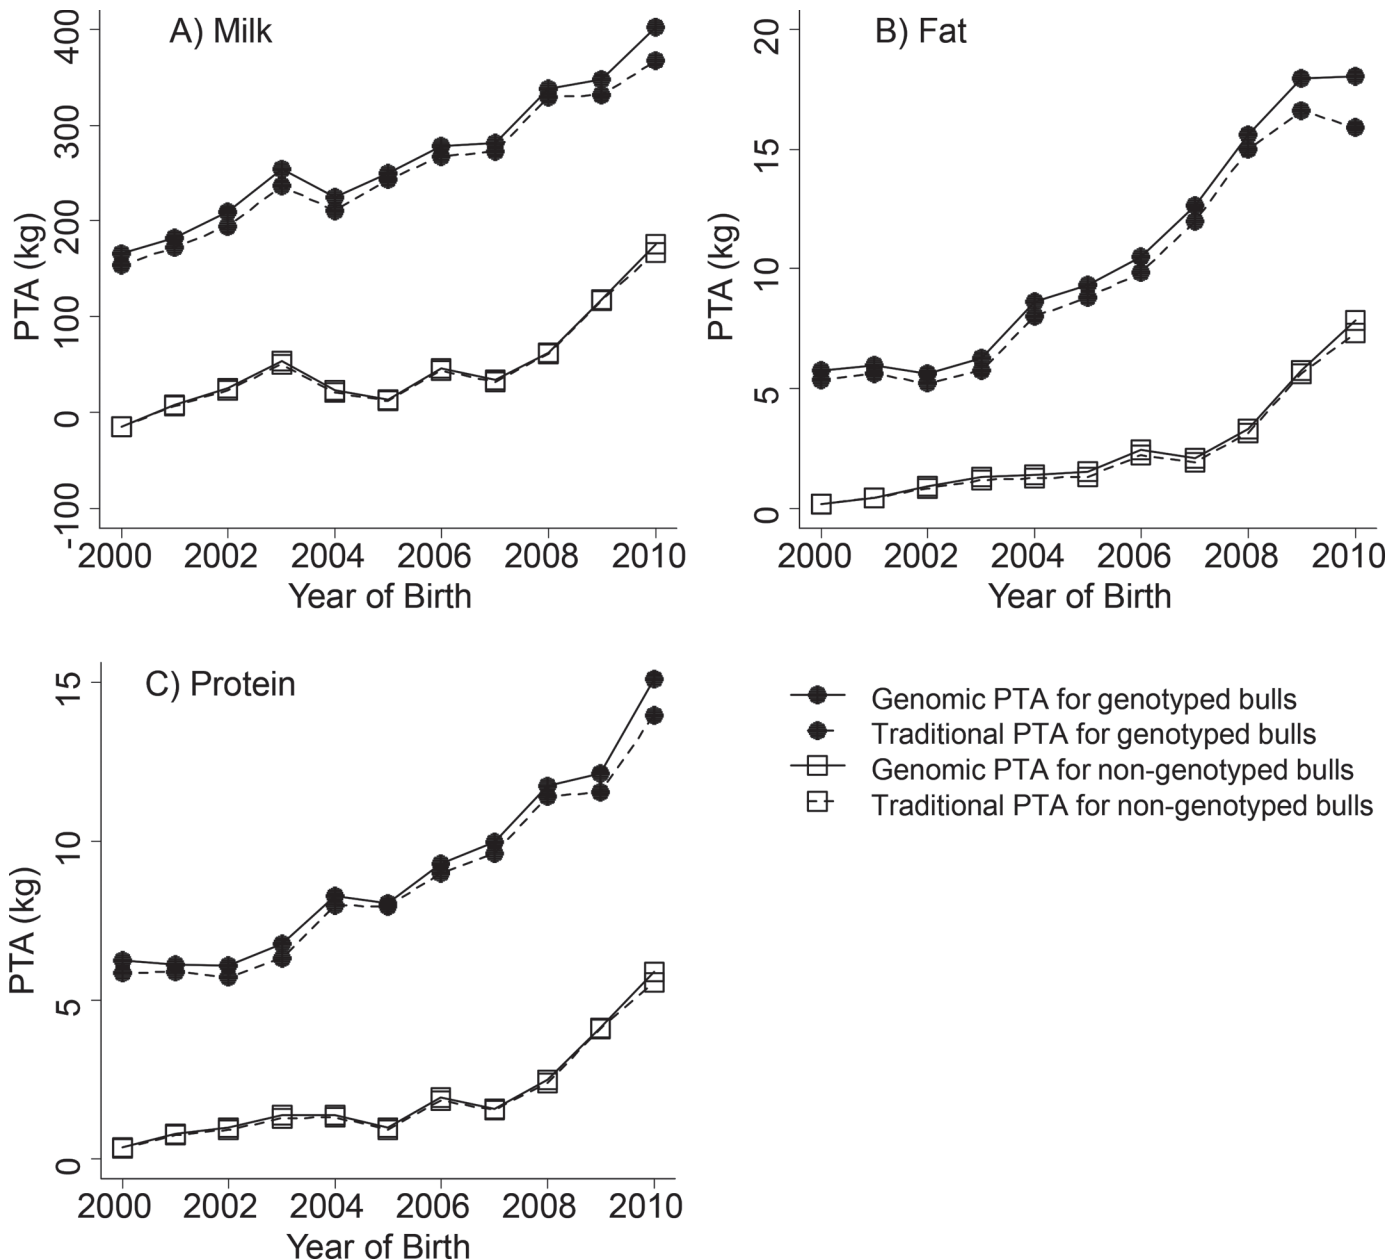 A) Milk
400
300
200
100
0
-100
PTA (kg)
2000 2002 2004 2006 2008 2010
Year of Birth
B) Fat
20
15
10
5
0
PTA (kg)
2000 2002 2004 2006 2008 2010
Year of Birth
C) Protein
15
10
5
0
PTA (kg)
2000 2002 2004 2006 2008 2010
Year of Birth
Genomic PTA for genotyped bulls
Traditional PTA for genotyped bulls
Genomic PTA for non-genotyped bulls
Traditional PTA for non-genotyped bulls